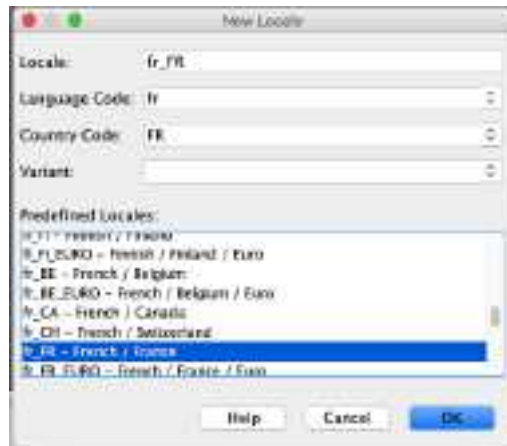 New Locale
Locale: fr_FR
Language Code: fr
Country Code: FR
Variant:
Predefined Locales:
/ Finland / Euro
fr_BE - French / Belgium
fr_BE_EURO - French / Belgium / Euro
fr_CA - French / Canada
fr_CH - French / Switzerland
fr_FR - French / France
fr_FR_EURO - French / France / Euro
Help Cancel OK